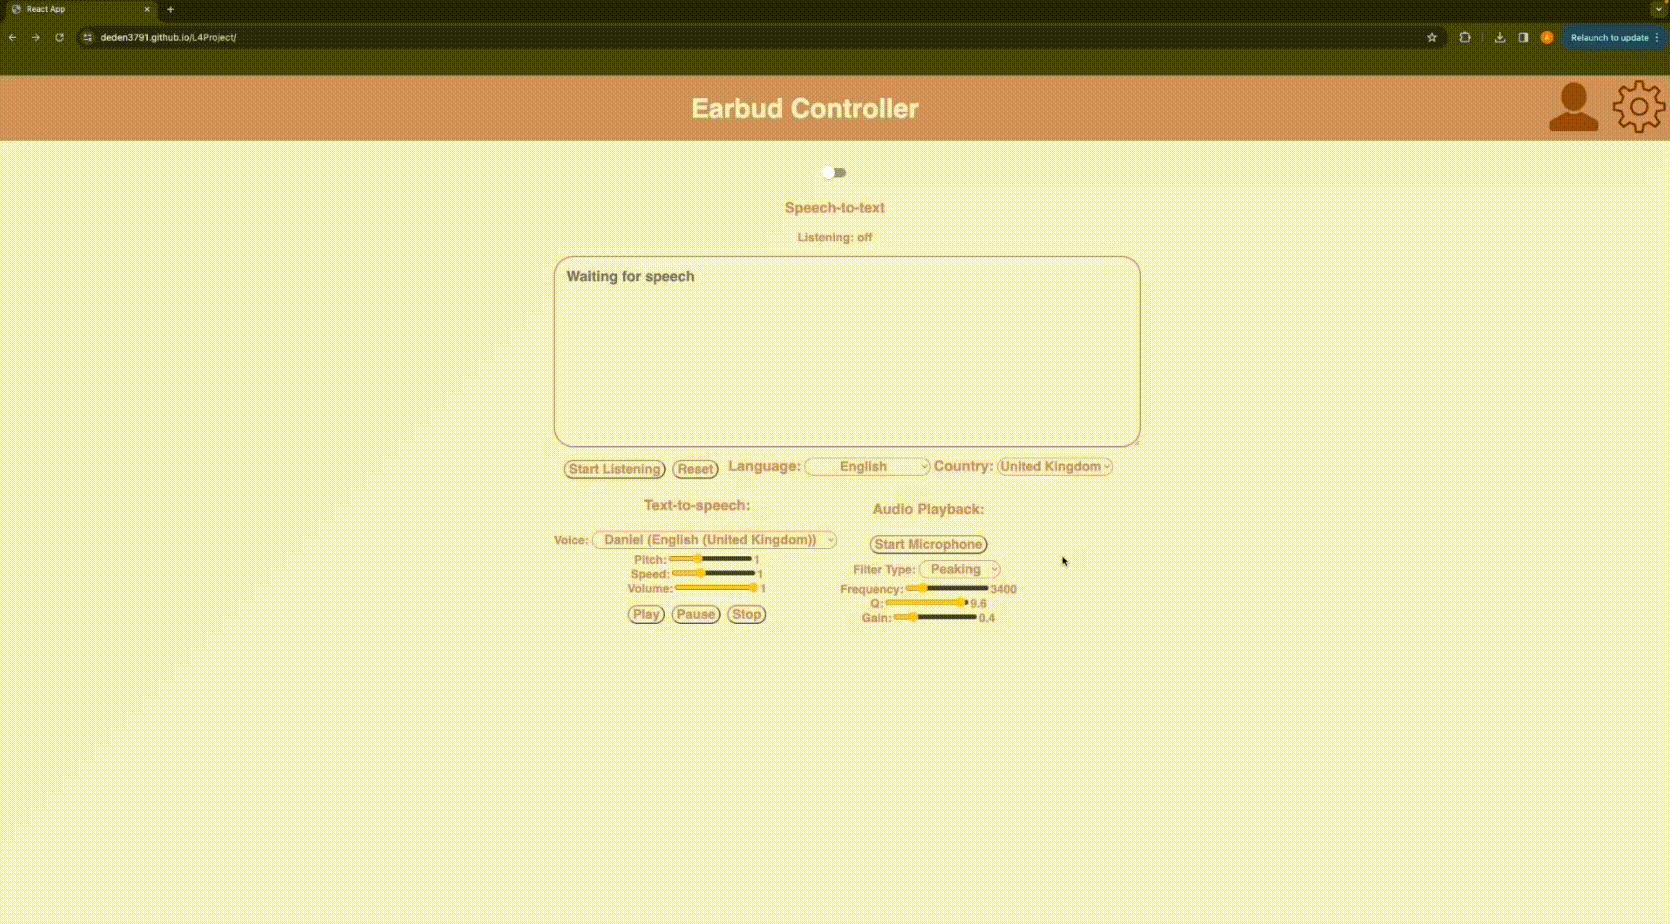 React App
deden3791.github.io/L4Project/
Relaunch to update
Earbud Controller
Speech-to-text
Listening: off
Waiting for speech
Start Listening Reset Language: English Country: United Kingdom
Text-to-speech:
Voice: Daniel (English (United Kingdom))
Pitch: 1
Speed: 1
Volume: 1
Play Pause Stop
Audio Playback:
Start Microphone
Filter Type: Peaking
Frequency: 3400
Q: 9.6
Gain: 0.4